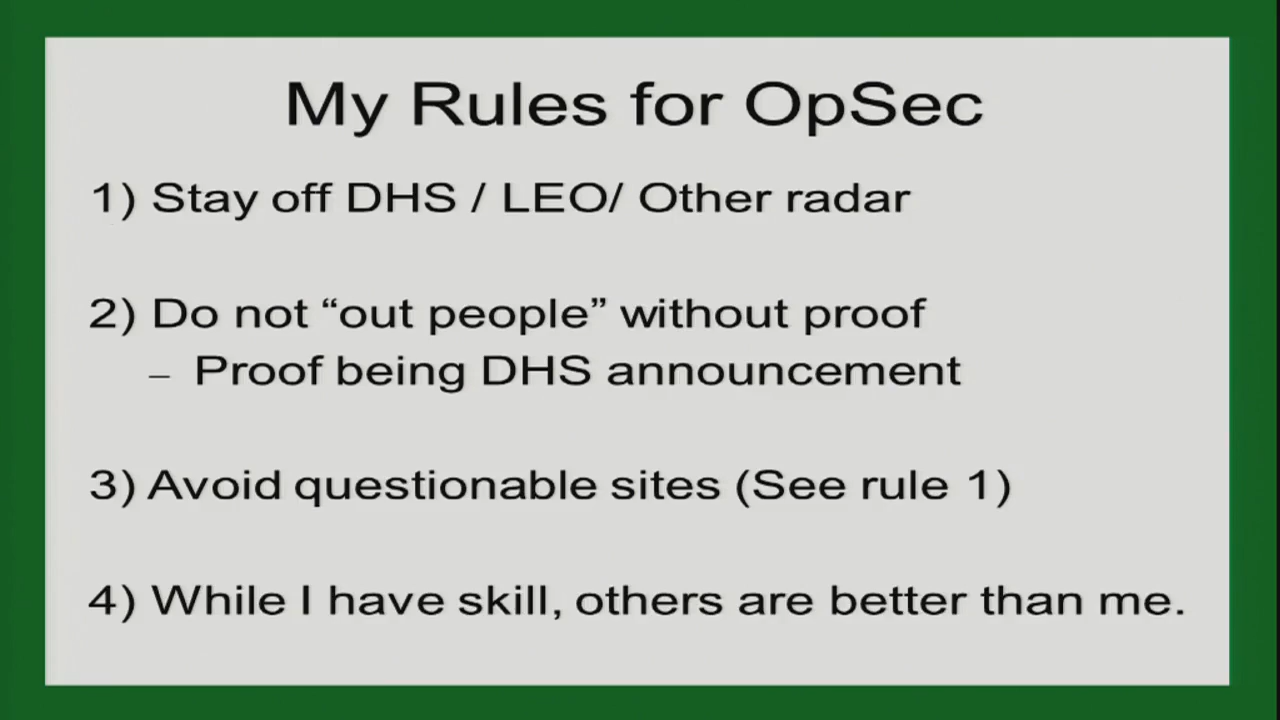 My Rules for OpSec
1) Stay off DHS / LEO/ Other radar
2) Do not “out people” without proof
– Proof being DHS announcement
3) Avoid questionable sites (See rule 1)
4) While I have skill, others are better than me.